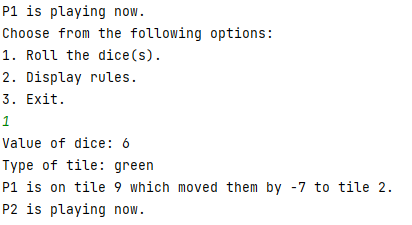 P1 is playing now.
Choose from the following options:
1. Roll the dice(s).
2. Display rules.
3. Exit.
1
Value of dice: 6
Type of tile: green
P1 is on tile 9 which moved them by -7 to tile 2.
P2 is playing now.